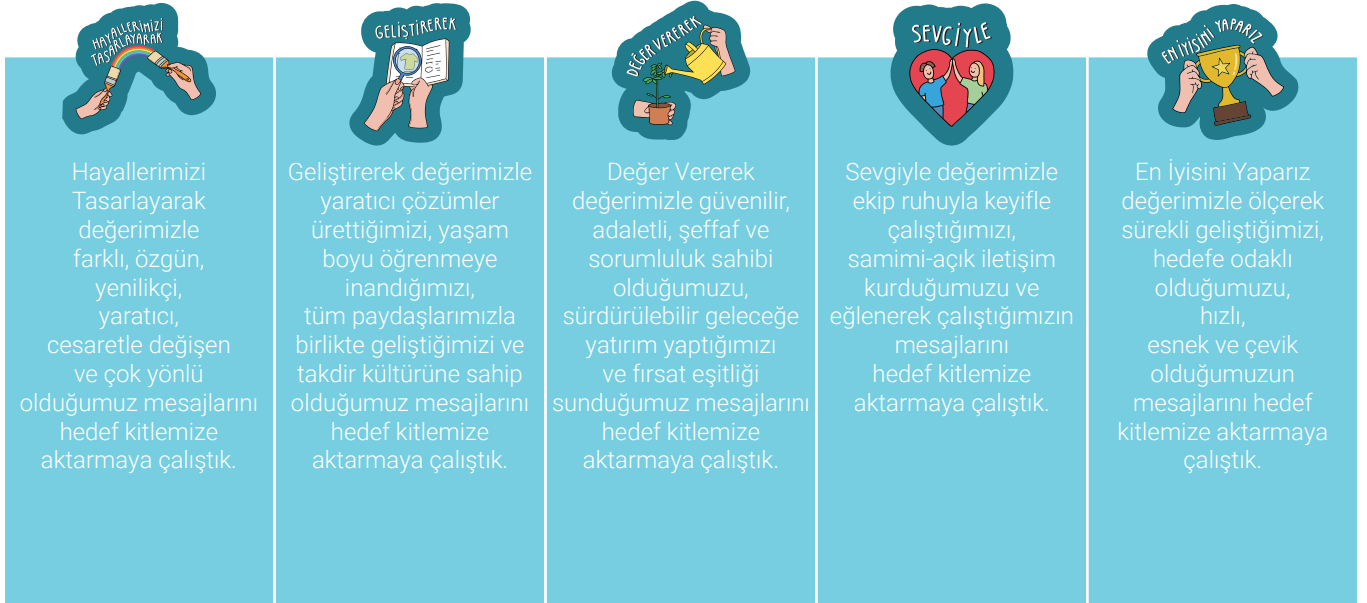 HAYALLERİMİZİ
TASARLAYARAK
Hayallerimizi
Tasarlayarak
değerimizle
farklı, özgün,
yenilikçi,
yaratıcı,
cesaretle değişen
ve çok yönlü
olduğumuz mesajlarını
hedef kitlemize
aktarmaya çalıştık.
GELİŞTİREREK
Geliştirerek değerimizle
yaratıcı çözümler
ürettiğimizi, yaşam
boyu öğrenmeye
inandığımızı,
tüm paydaşlarımızla
birlikte geliştiğimizi ve
takdir kültürüne sahip
olduğumuz mesajlarını
hedef kitlemize
aktarmaya çalıştık.
DEĞER VEREREK
Değer Vererek
değerimizle güvenilir,
adaletli, şeffaf ve
sorumluluk sahibi
olduğumuzu,
sürdürülebilir geleceğe
yatırım yaptığımızı
ve fırsat eşitliği
sunduğumuz mesajlarını
hedef kitlemize
aktarmaya çalıştık.
SEVGİYLE
Sevgiyle değerimizle
ekip ruhuyla keyifle
çalıştığımızı,
samimi-açık iletişim
kurduğumuzu ve
eğlenerek çalıştığımızın
mesajlarını
hedef kitlemize
aktarmaya çalıştık.
EN İYİSİNİ YAPARIZ
En İyisini Yaparız
değerimizle ölçerek
sürekli geliştiğimizi,
hedefe odaklı
olduğumuzu,
hızlı,
esnek ve çevik
olduğumuzun
mesajlarını hedef
kitlemize aktarmaya
çalıştık.